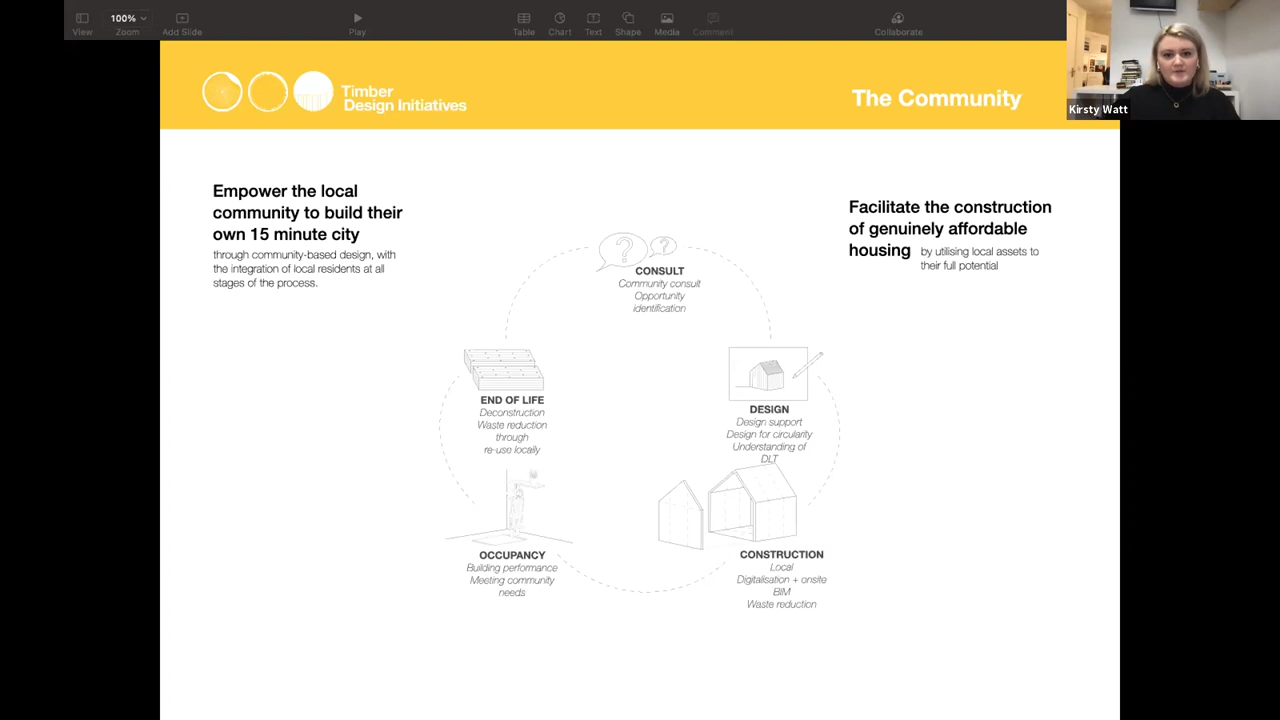 View
100%
Zoom
Add Slide
Play
Table
Chart
Text
Shape
Media
Comment
Collaborate
Kirsty Watt
Timber
Design Initiatives
The Community
Empower the local
community to build their
own 15 minute city
through community-based design, with
the integration of local residents at all
stages of the process.
Facilitate the construction
of genuinely affordable
housing by utilising local assets to
their full potential
? ?
CONSULT
Community consult
Opportunity
identification
DESIGN
Design support
Design for circularity
Understanding of
DLT
CONSTRUCTION
Local
Digitalisation + onsite
BIM
Waste reduction
OCCUPANCY
Building performance
Meeting community
needs
END OF LIFE
Deconstruction
Waste reduction
through
re-use locally